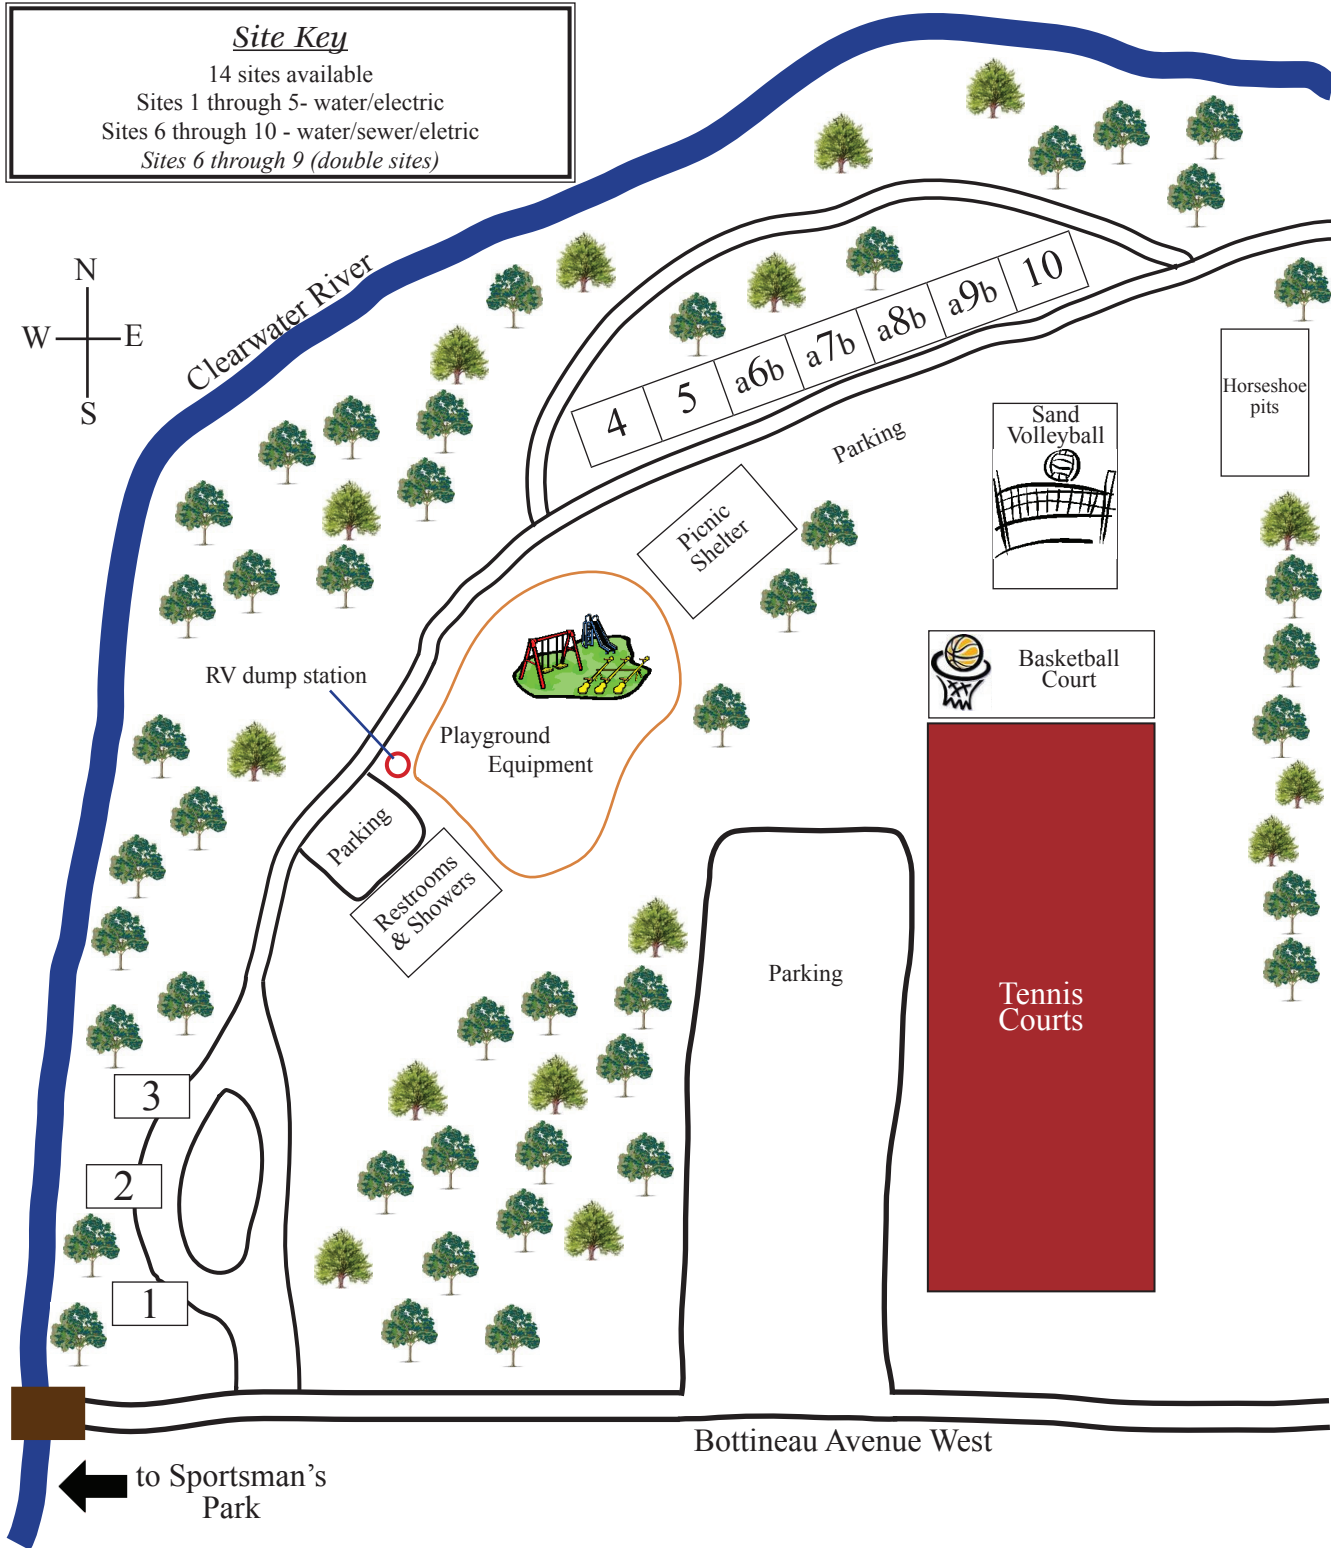 Site Key
14 sites available
Sites 1 through 5- water/electric
Sites 6 through 10 - water/sewer/eletric
Sites 6 through 9 (double sites)
N
W E
S
Clearwater River
4
5
a6b
a7b
a8b
a9b
10
Parking
Sand
Volleyball
Horseshoe
pits
Picnic
Shelter
Basketball
Court
RV dump station
Playground
Equipment
Parking
Restrooms
& Showers
Parking
Tennis
Courts
3
2
1
Bottineau Avenue West
to Sportsman's
Park